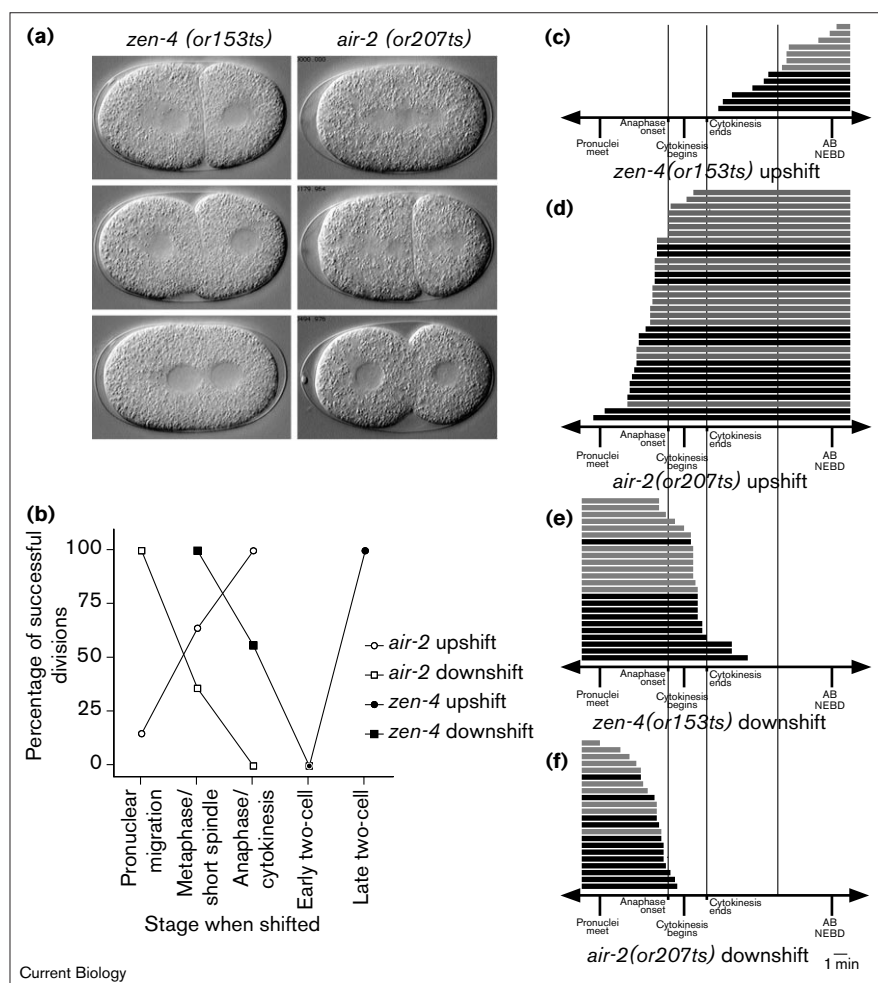 (a)
zen-4 (or153ts)
air-2 (or207ts)
(b)
100
75
50
25
0
Percentage of successful
divisions
Pronuclear
migration
Metaphase/
short spindle
Anaphase/
cytokinesis
Early two-cell
Late two-cell
Stage when shifted
air-2 upshift
air-2 downshift
zen-4 upshift
zen-4 downshift
(c)
Pronuclei
meet
Anaphase
onset
Cytokinesis
begins
Cytokinesis
ends
AB
NEBD
zen-4(or153ts) upshift
(d)
Pronuclei
meet
Anaphase
onset
Cytokinesis
begins
Cytokinesis
ends
AB
NEBD
air-2(or207ts) upshift
(e)
Pronuclei
meet
Anaphase
onset
Cytokinesis
begins
Cytokinesis
ends
AB
NEBD
zen-4(or153ts) downshift
(f)
Pronuclei
meet
Anaphase
onset
Cytokinesis
begins
Cytokinesis
ends
AB
NEBD
air-2(or207ts) downshift
1 min
Current Biology